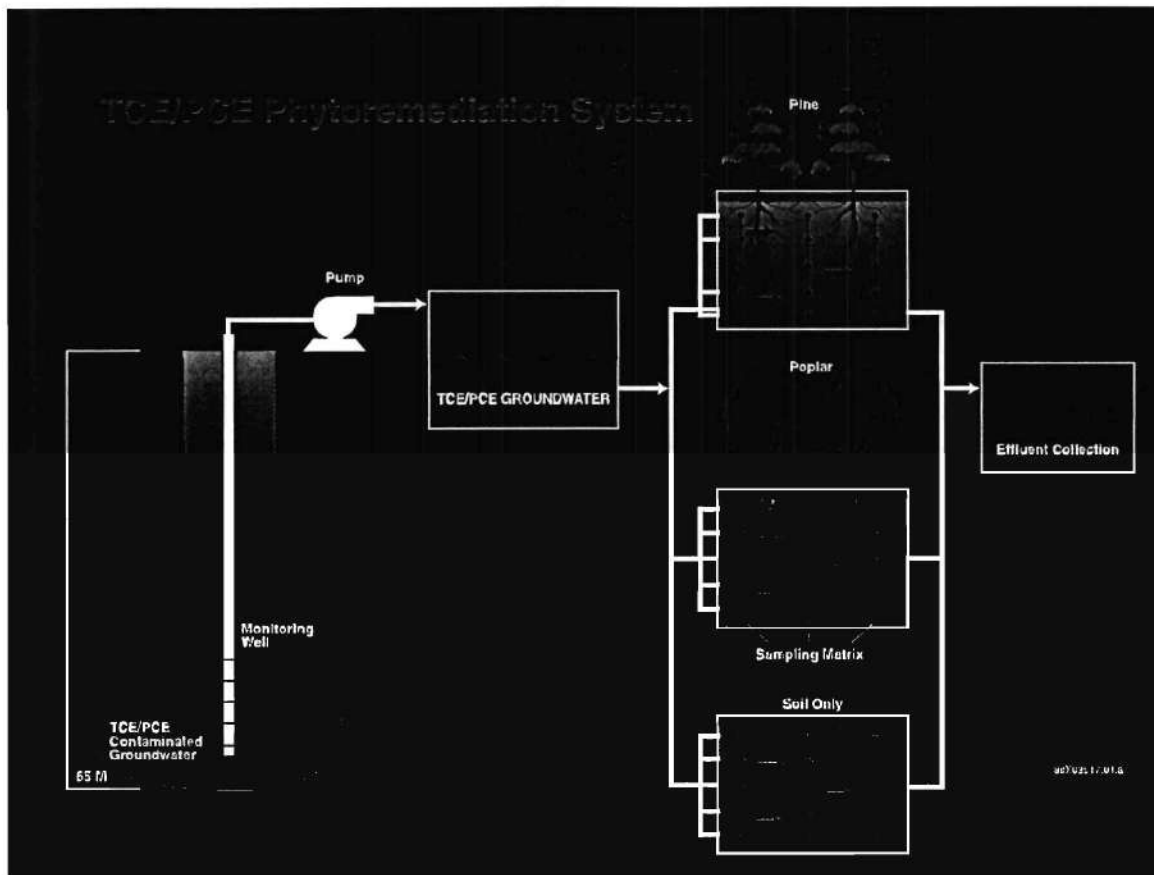 TCE/PCE Phytoremediation System
Pine
Pump
TCE/PCE GROUNDWATER
Poplar
Effluent Collection
Monitoring
Well
Sampling Matrix
Soil Only
TCE/PCE
Contaminated
Groundwater
65 M